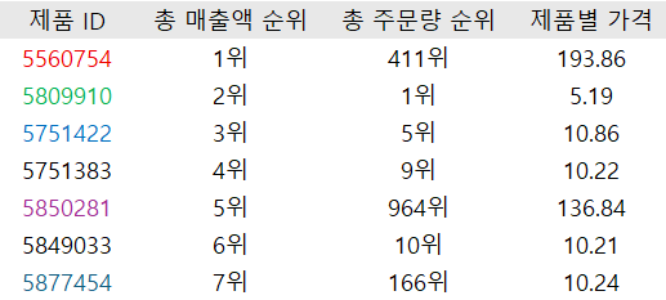 제품 ID 총 매출액 순위 총 주문량 순위 제품별 가격
5560754 1위 411위 193.86
5809910 2위 1위 5.19
5751422 3위 5위 10.86
5751383 4위 9위 10.22
5850281 5위 964위 136.84
5849033 6위 10위 10.21
5877454 7위 166위 10.24